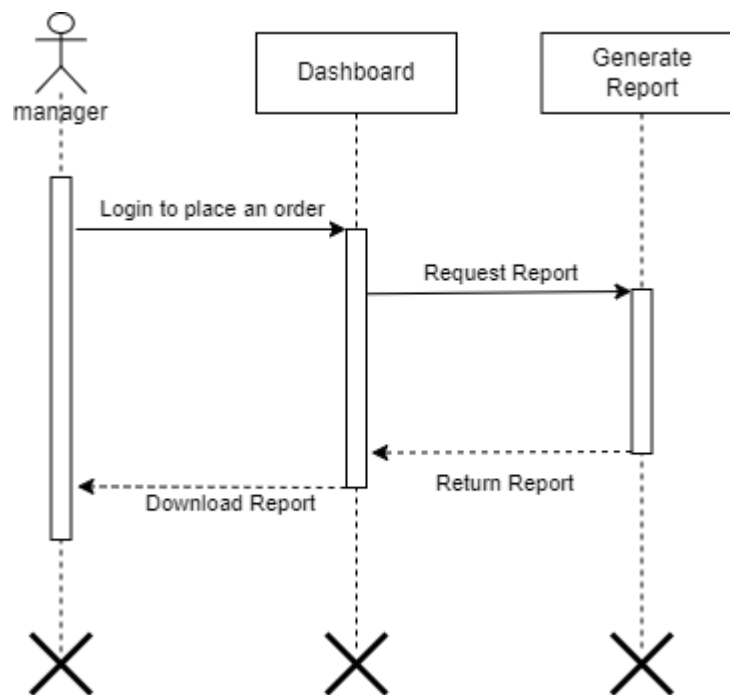 manager
Dashboard
Generate
Report
Login to place an order
Request Report
Return Report
Download Report